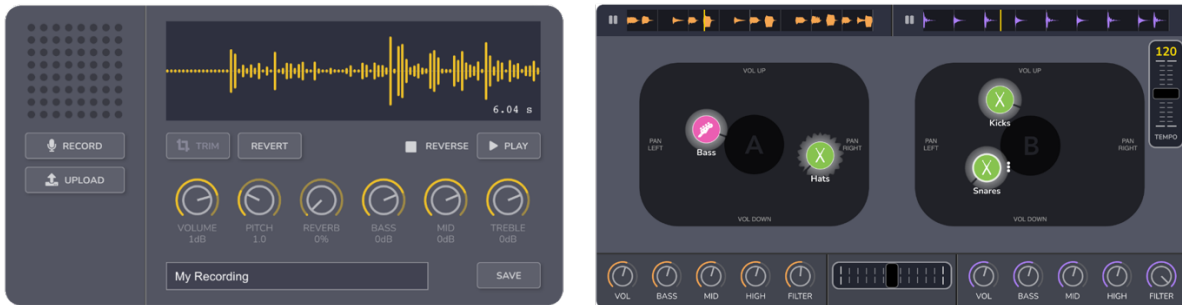 6.04 s
RECORD
TRIM
REVERT
REVERSE
PLAY
UPLOAD
VOLUME
1dB
PITCH
1.0
REVERB
0%
BASS
0dB
MID
0dB
TREBLE
0dB
My Recording
SAVE
120
TEMPO
VOL UP
PAN LEFT
A
Bass
Hats
PAN RIGHT
VOL DOWN
VOL UP
PAN LEFT
B
Kicks
Snares
PAN RIGHT
VOL DOWN
VOL
BASS
MID
HIGH
FILTER
VOL
BASS
MID
HIGH
FILTER